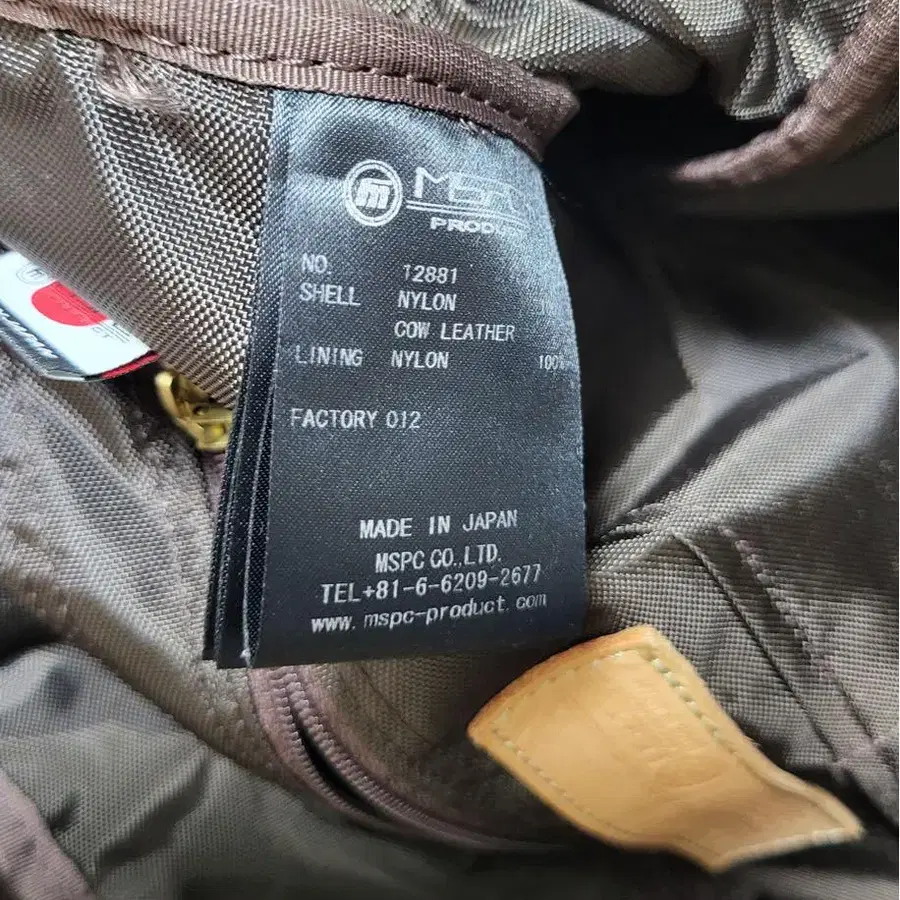 NO. 12881
SHELL NYLON
COW LEATHER
LINING NYLON 100%
FACTORY 012
MADE IN JAPAN
MSPC CO.,LTD.
TEL+81-6-6209-2677
www.mspc-product.com